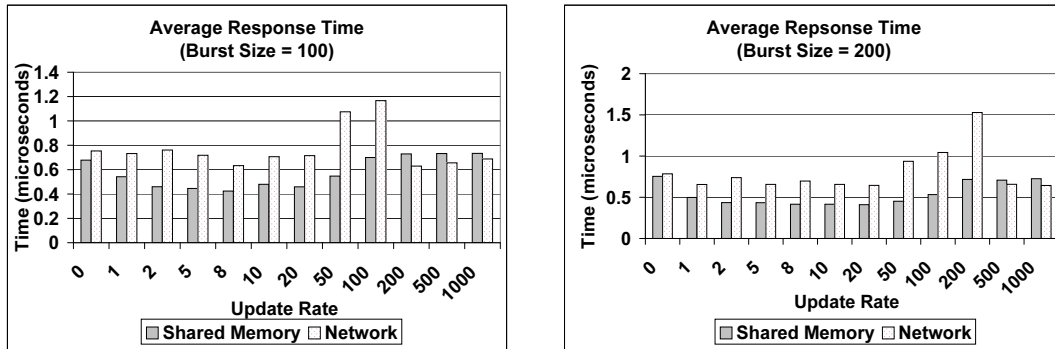 Average Response Time
(Burst Size = 100)
Time (microseconds)
1.4
1.2
1
0.8
0.6
0.4
0.2
0
0 1 2 5 8 10 20 50 100 200 500 1000
Update Rate
Shared Memory Network
Average Repsonse Time
(Burst Size = 200)
Time (microseconds)
2
1.5
1
0.5
0
0 1 2 5 8 10 20 50 100 200 500 1000
Update Rate
Shared Memory Network